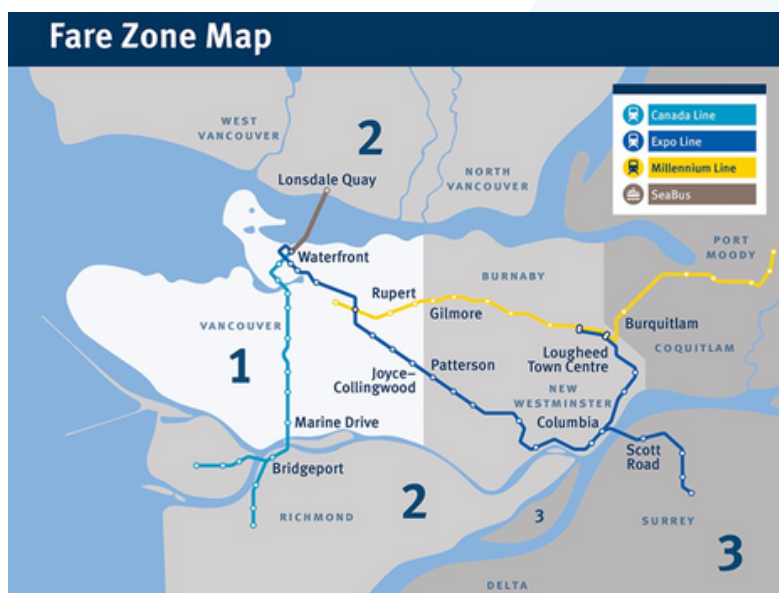 Fare Zone Map
Canada Line
Expo Line
Millennium Line
SeaBus
WEST
VANCOUVER
2
NORTH
VANCOUVER
Lonsdale Quay
Waterfront
PORT
MOODY
BURNABY
Rupert
Gilmore
VANCOUVER
1
Burquitlam
COQUITLAM
Lougheed
Town Centre
Joyce–
Collingwood
Patterson
NEW
WESTMINSTER
Columbia
Marine Drive
Bridgeport
Scott
Road
RICHMOND
2
3
SURREY
3
DELTA